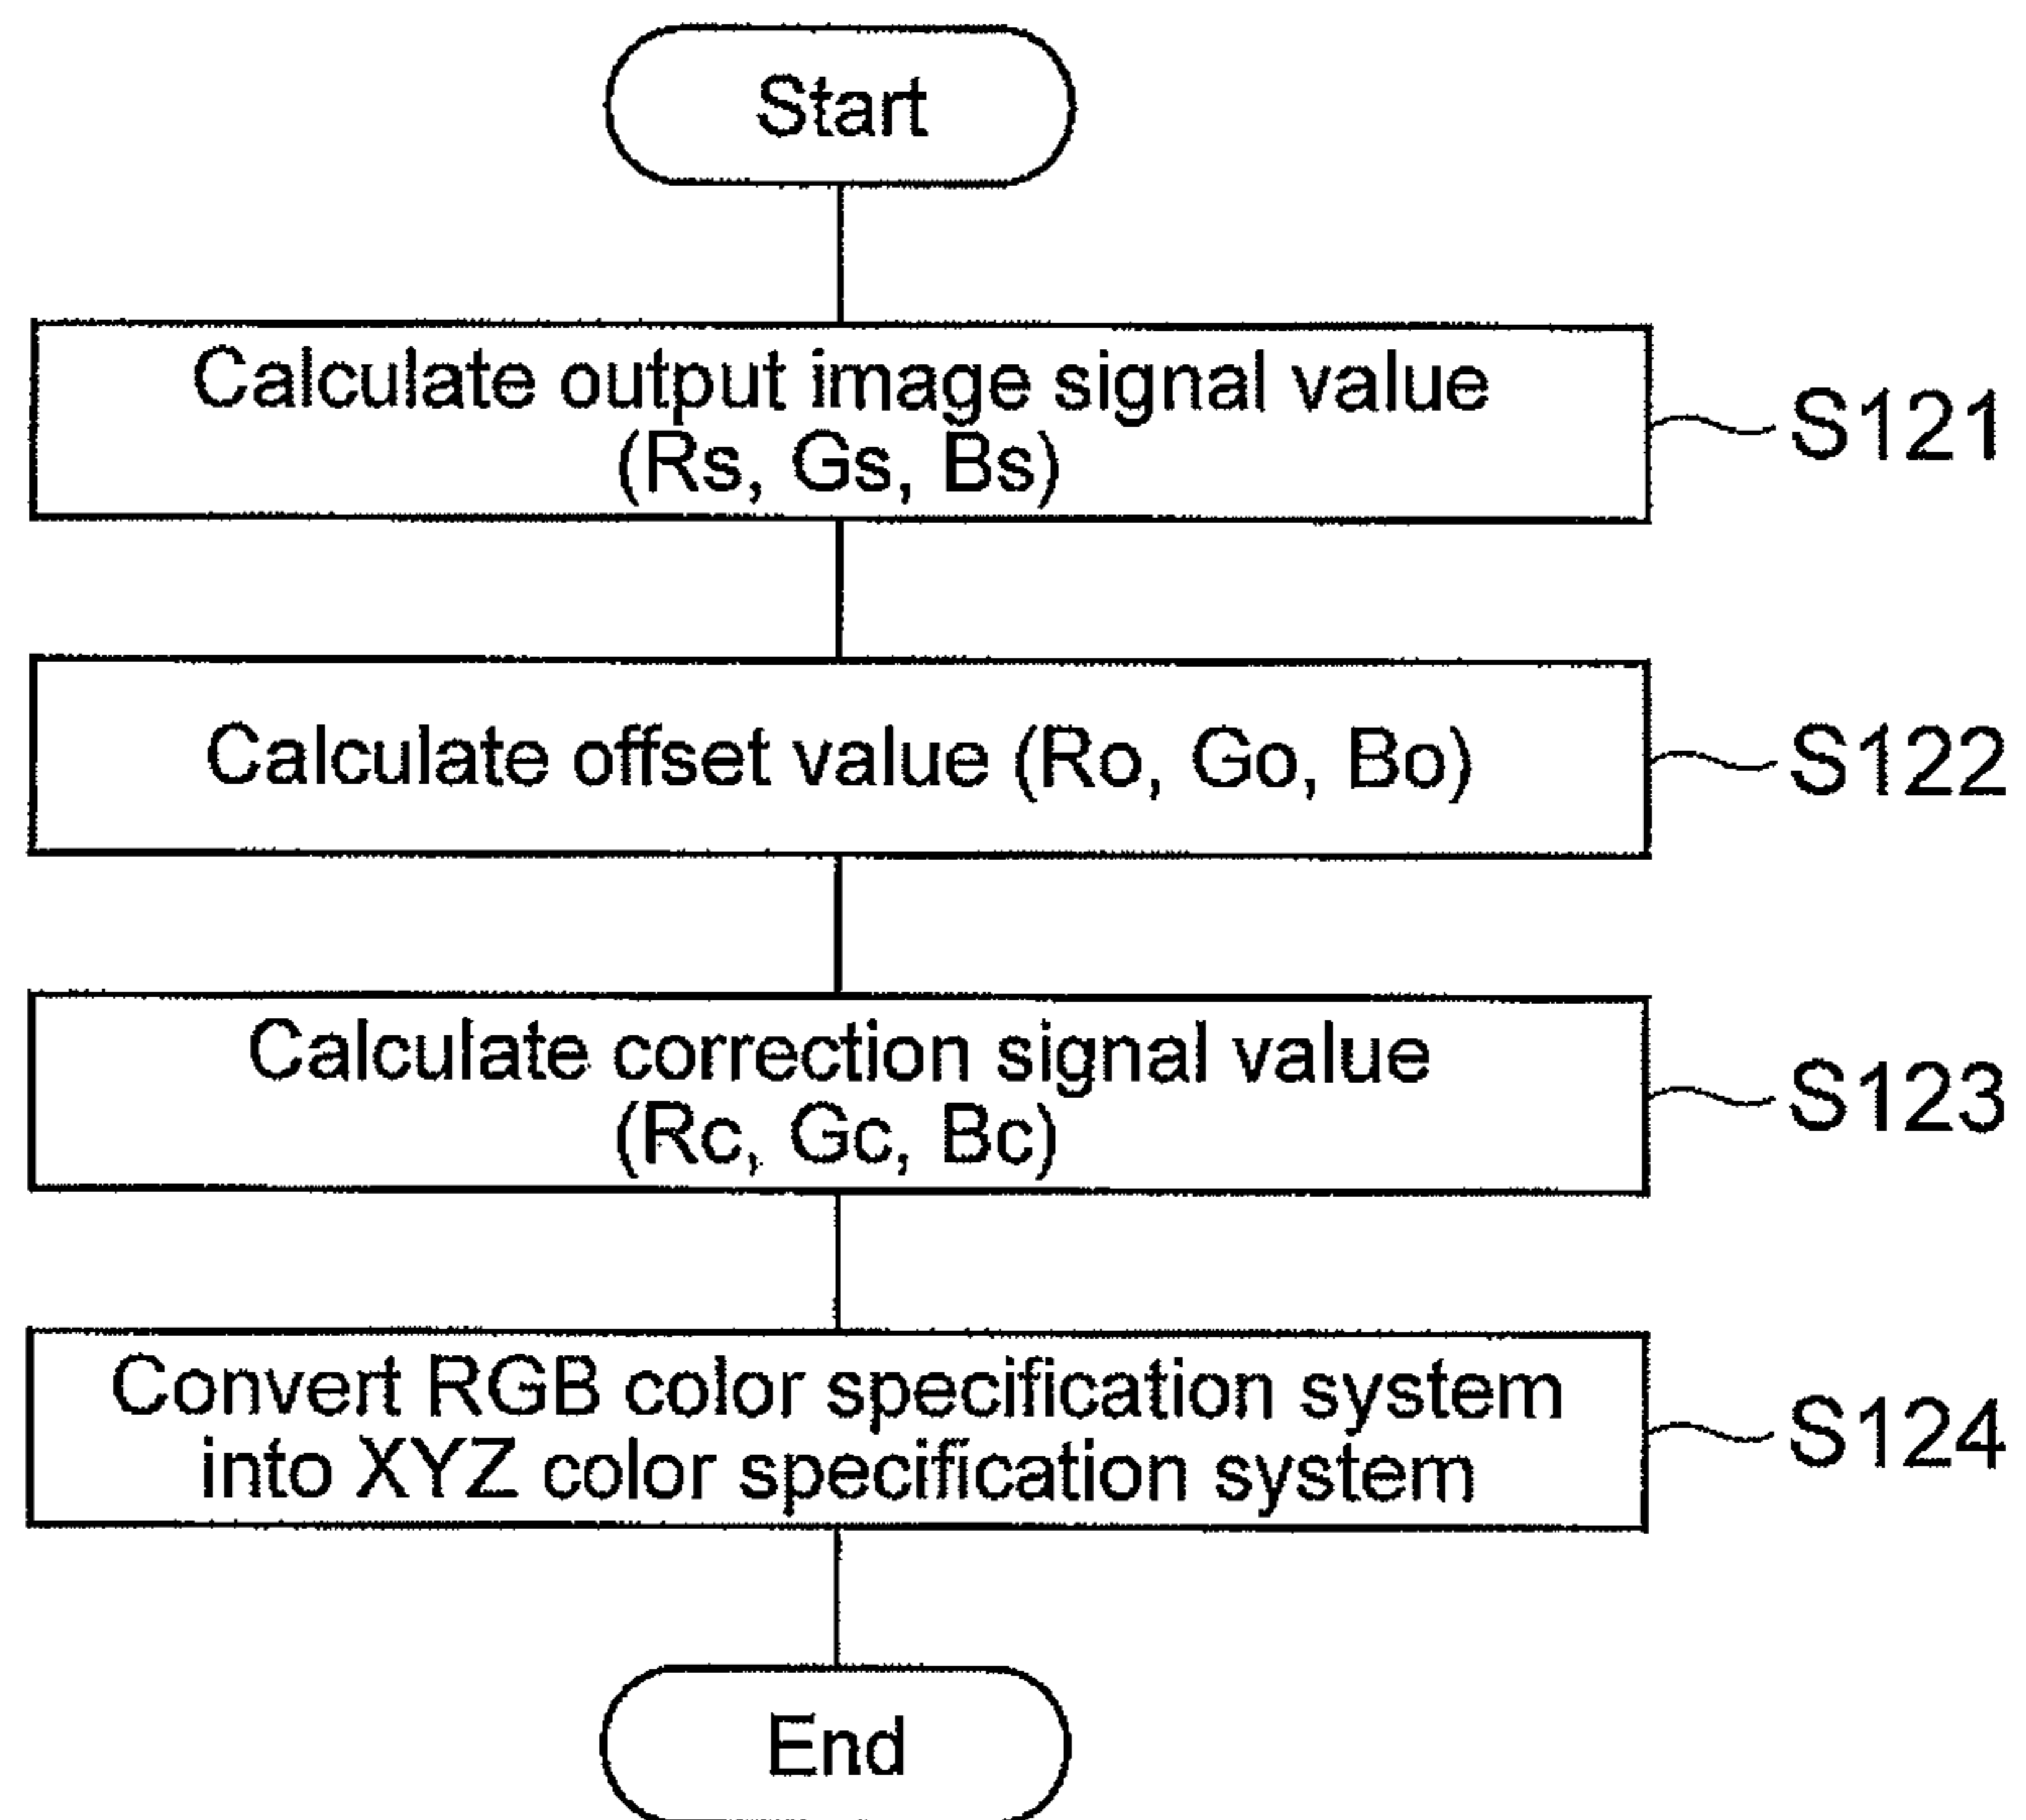 Start
Calculate output image signal value
(Rs, Gs, Bs)
S121
Calculate offset value (Ro, Go, Bo)
S122
Calculate correction signal value
(Rc, Gc, Bc)
S123
Convert RGB color specification system
into XYZ color specification system
S124
End